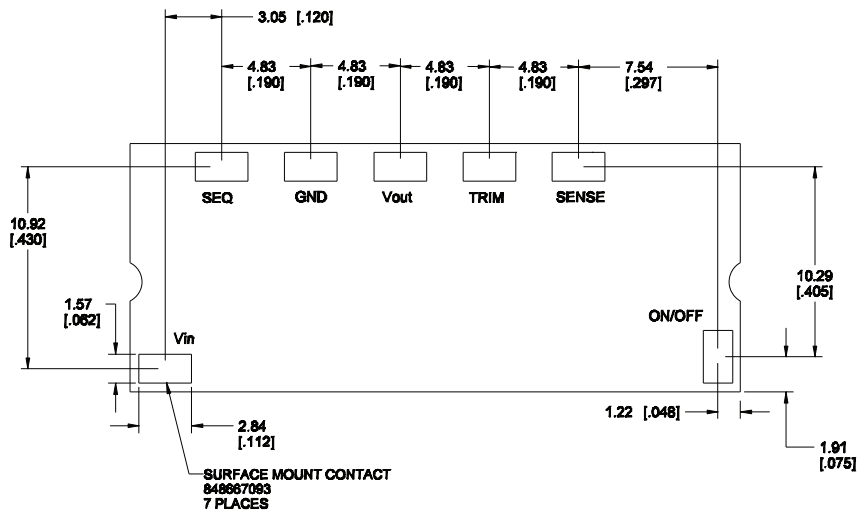 3.05 [.120]
4.83 4.83 4.83 4.83 7.54
[.190] [.190] [.190] [.190] [.297]
SEQ GND Vout TRIM SENSE
10.92
[.430]
10.29
[.405]
1.57
[.062]
Vin
ON/OFF
1.22 [.048]
2.84
[.112]
1.91
[.075]
SURFACE MOUNT CONTACT
848667093
7 PLACES